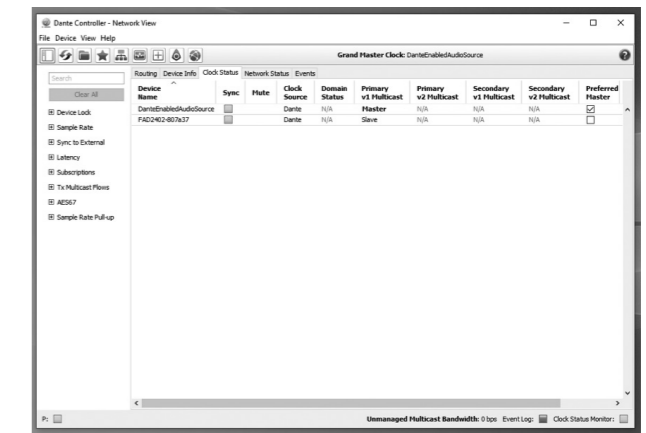 Dante Controller - Network View
File Device View Help
Grand Master Clock: DanteEnabledAudioSource
Routing Device Info Clock Status Network Status Events
Search
Clear All
Device Lock
Sample Rate
Sync to External
Latency
Subscriptions
Tx Multicast Flows
AES67
Sample Rate Pull-up
Device Name Sync Mute Clock Source Domain Status Primary v1 Multicast Primary v2 Multicast Secondary v1 Multicast Secondary v2 Multicast Preferred Master
DanteEnabledAudioSource Dante N/A Master N/A N/A N/A
FAD2402-807a37 Dante N/A Slave N/A N/A N/A
P: Unmanaged Multicast Bandwidth: 0 bps Event Log: Clock Status Monitor: